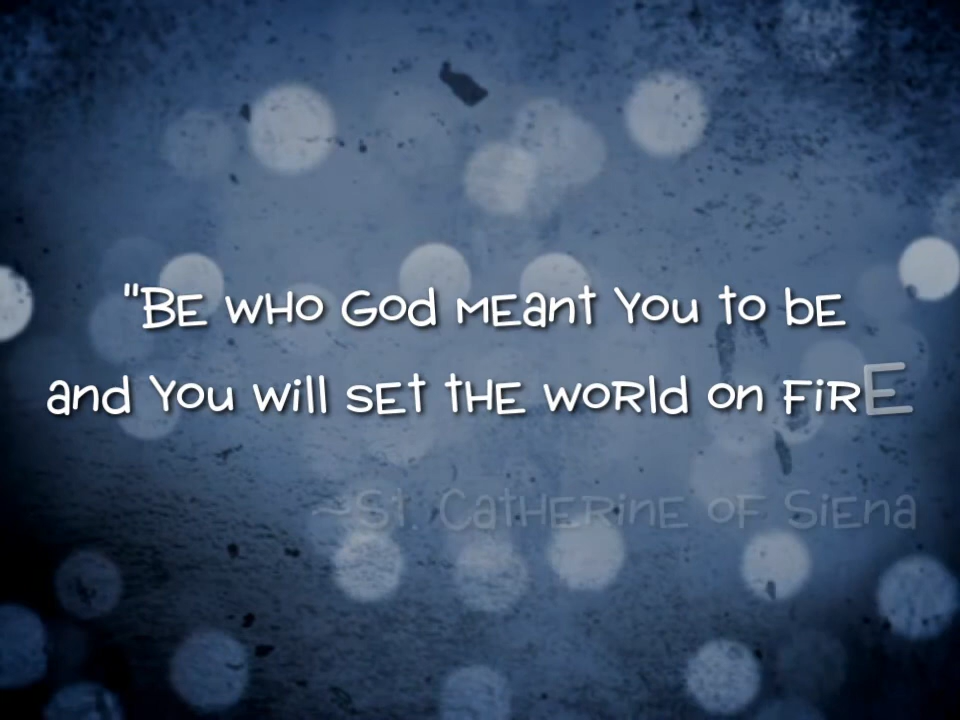 "Be who God meant you to be
and you will set the world on fire
~St. Catherine of Siena